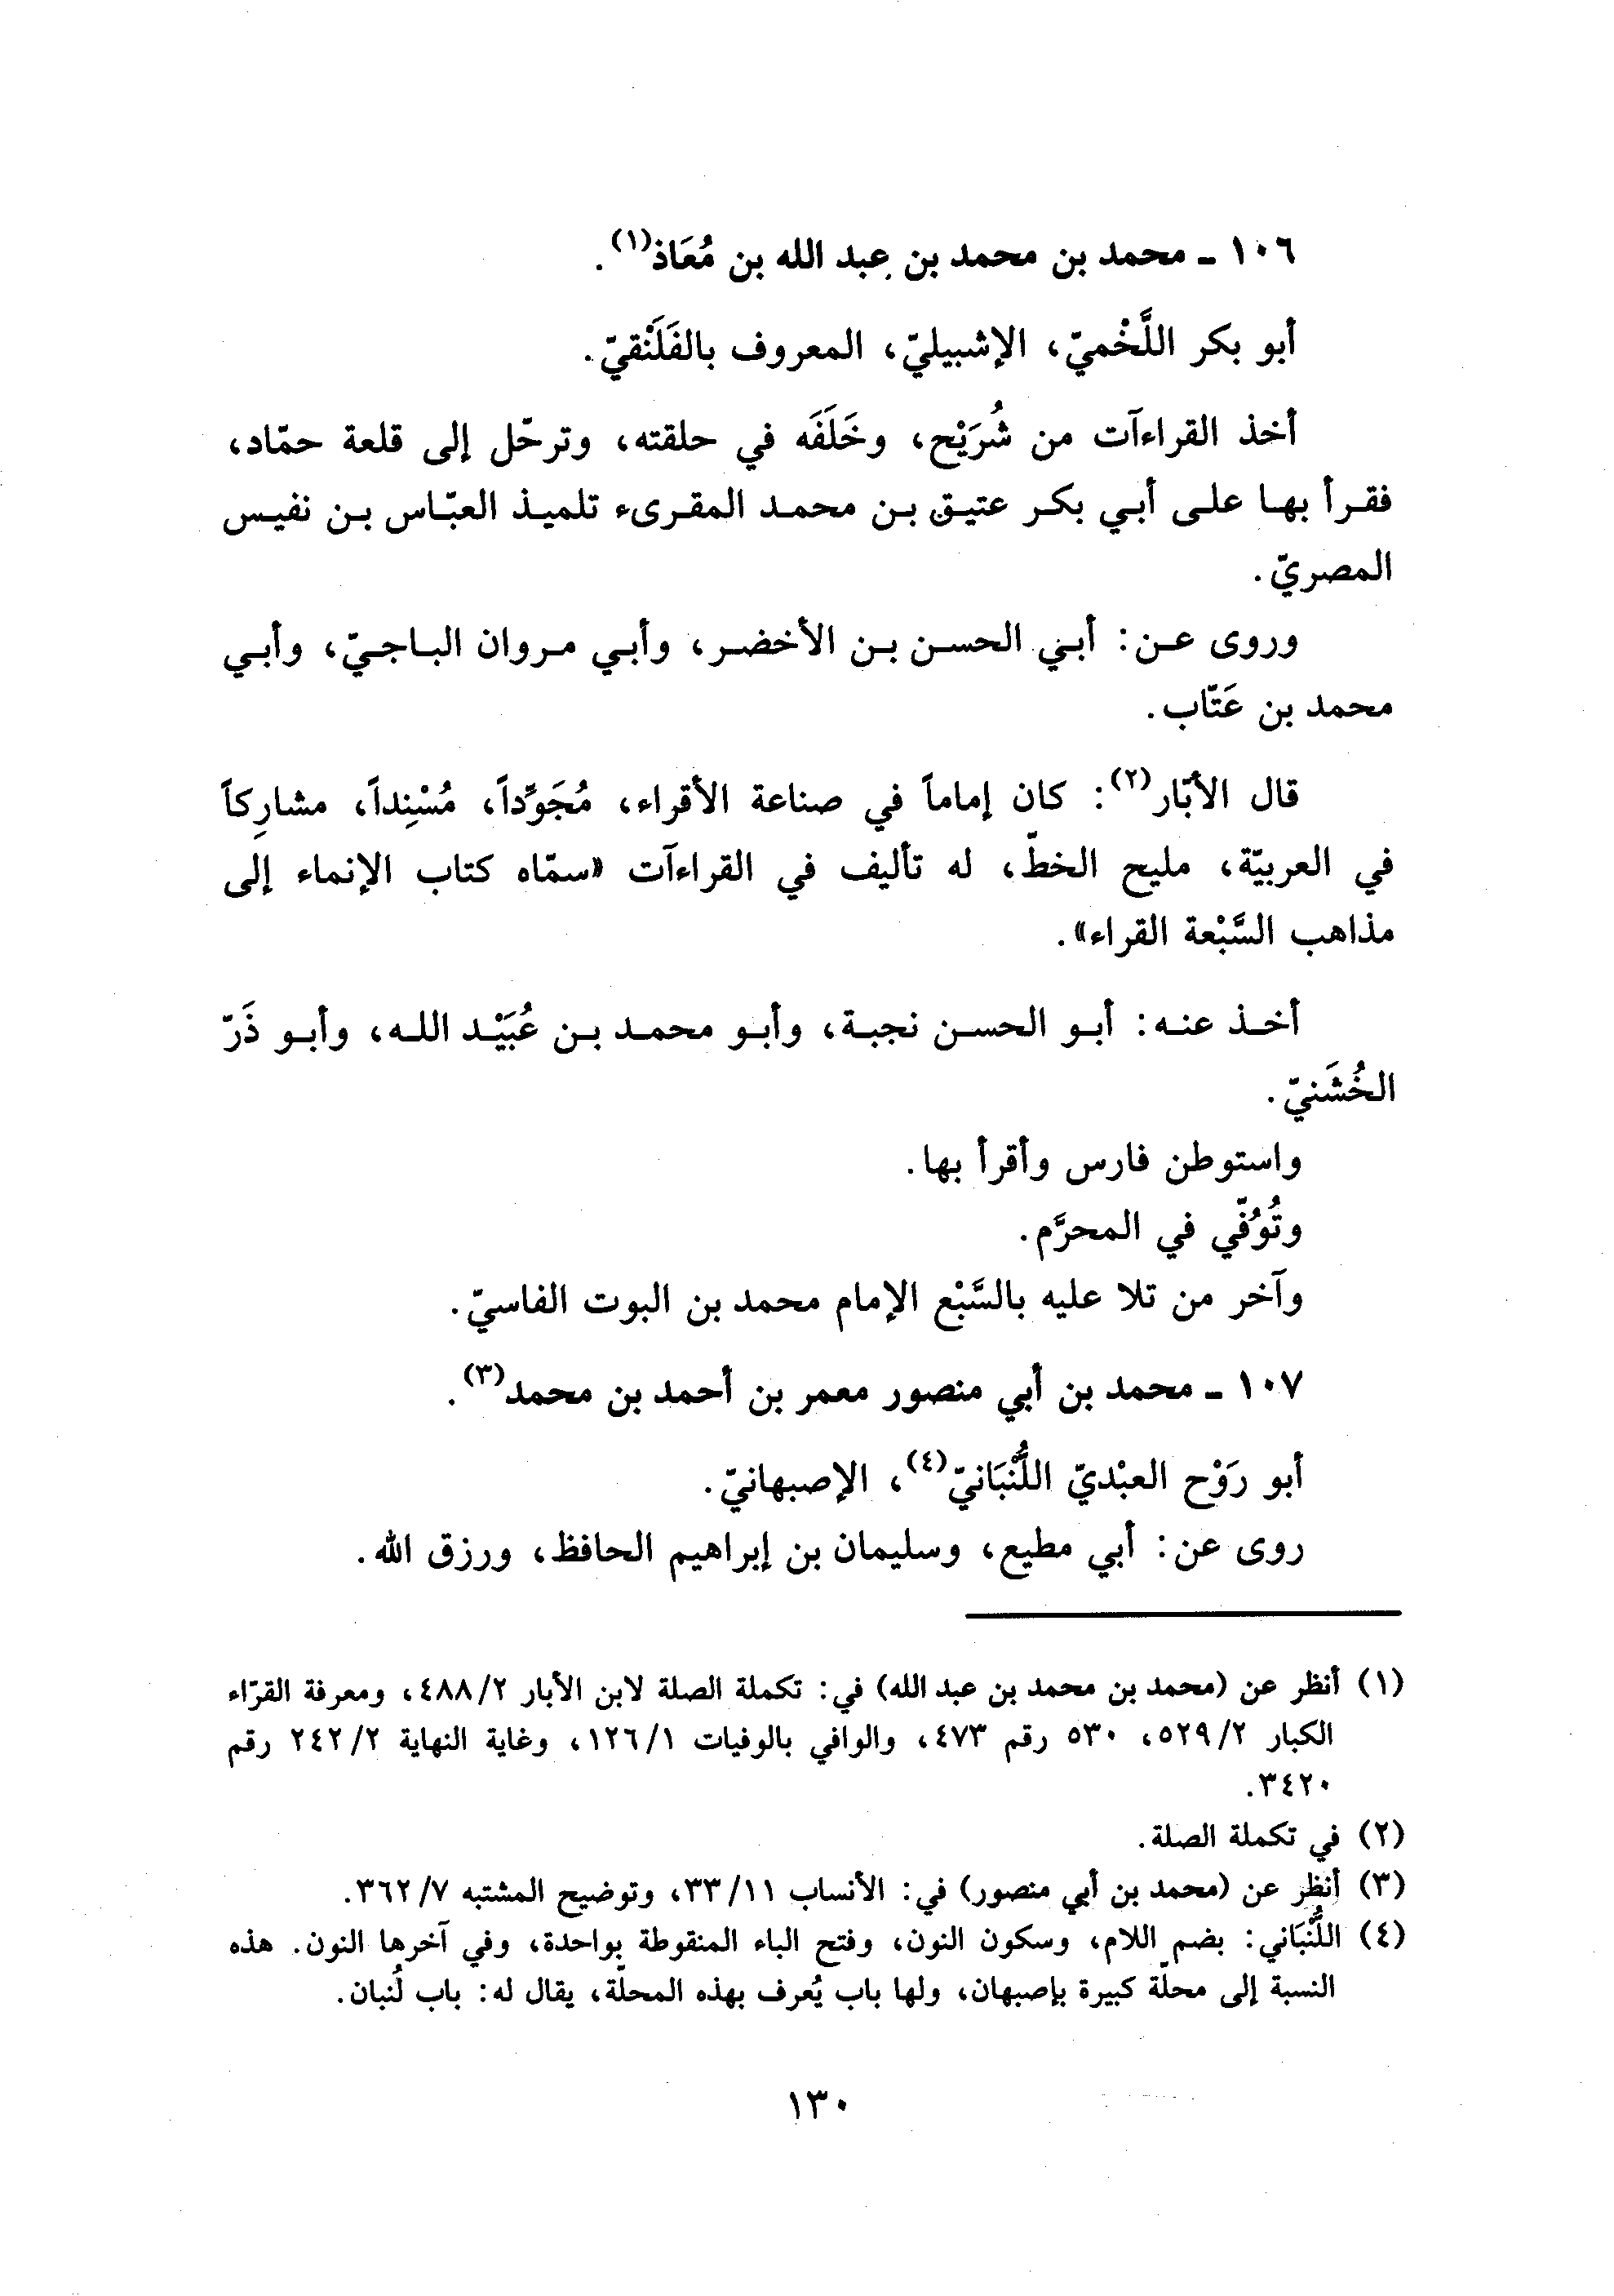 ١٠٦ ـ محمد بن محمد بن عبد الله بن مُعَاذ(١).
أبو بكر اللَّخْميّ، الإشبيليّ، المعروف بالفَلَنْقيّ.
أخذ القراءآت من شُرَيْح، وخَلَفَه في حلقته، وترحّل إلى قلعة حمّاد،
فقرأ بها على أبي بكر عتيق بن محمد المقرىء تلميذ العبّاس بن نفيس
المصريّ.
وروى عن: أبي الحسن بن الأخضر، وأبي مروان الباجيّ، وأبي
محمد بن عَتّاب.
قال الأبّار(٢): كان إماماً في صناعة الأقراء، مُجَوِّداً، مُسْنِداً، مشارِكاً
في العربيّة، مليح الخطّ، له تأليف في القراءآت «سمّاه كتاب الإنماء إلى
مذاهب السَّبْعة القراء».
أخذ عنه: أبو الحسن نجبة، وأبو محمد بن عُبَيْد الله، وأبو ذَرّ
الخُشَنيّ.
واستوطن فارس وأقرأ بها.
وتُوُفّي في المحرَّم.
وآخر من تلا عليه بالسَّبْع الإمام محمد بن البوت الفاسيّ.
١٠٧ ـ محمد بن أبي منصور معمر بن أحمد بن محمد(٣).
أبو رَوْح العبْديّ اللُّنْبَانيّ(٤)، الإصبهانيّ.
روى عن: أبي مطيع، وسليمان بن إبراهيم الحافظ، ورزق الله.
(١) أنظر عن (محمد بن محمد بن عبد الله) في: تكملة الصلة لابن الأبار ٤٨٨/٢، ومعرفة القرّاء
الكبار ٥٢٩/٢، ٥٣٠ رقم ٤٧٣، والوافي بالوفيات ١٢٦/١، وغاية النهاية ٢٤٢/٢ رقم
٣٤٢٠.
(٢) في تكملة الصلة.
(٣) أنظر عن (محمد بن أبي منصور) في: الأنساب ٣٣/١١، وتوضيح المشتبه ٣٦٢/٧.
(٤) اللُّنْبَاني: بضم اللام، وسكون النون، وفتح الباء المنقوطة بواحدة، وفي آخرها النون. هذه
النسبة إلى محلّة كبيرة بإصبهان، ولها باب يُعرف بهذه المحلّة، يقال له: باب لُنبان.
١٣٠